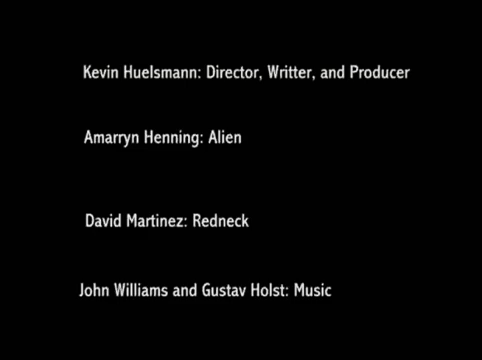 Kevin Huelsmann: Director, Writter, and Producer
Amarryn Henning: Alien
David Martinez: Redneck
John Williams and Gustav Holst: Music